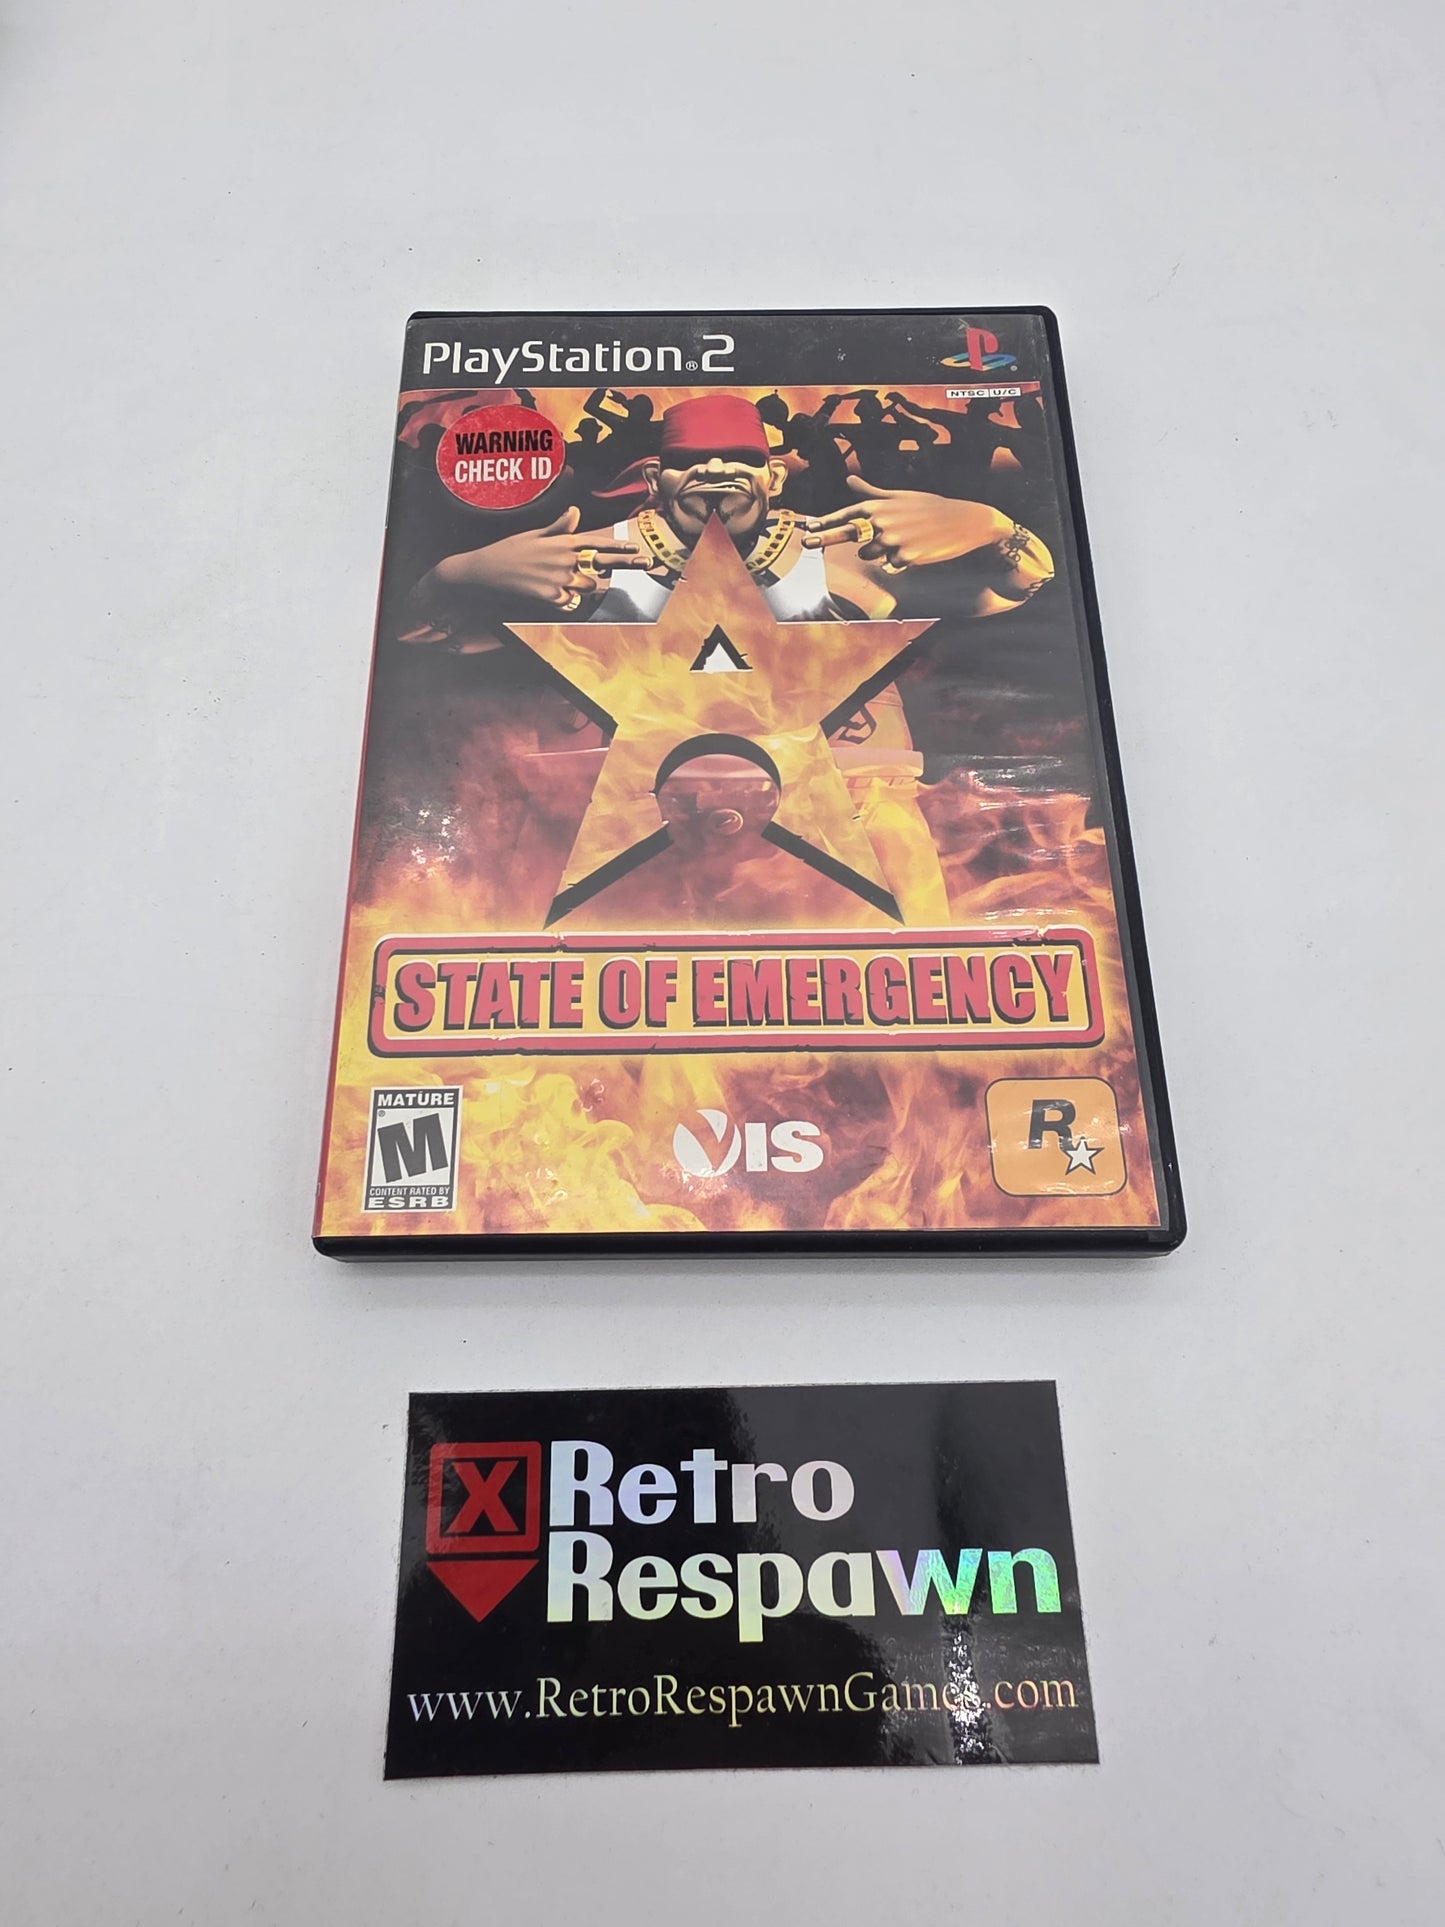 PlayStation®2
NTSC U/C
WARNING
CHECK ID
STATE OF EMERGENCY
MATURE
M
®
CONTENT RATED BY
ESRB
VIS
R
X
Retro
Respawn
www.RetroRespawnGames.com